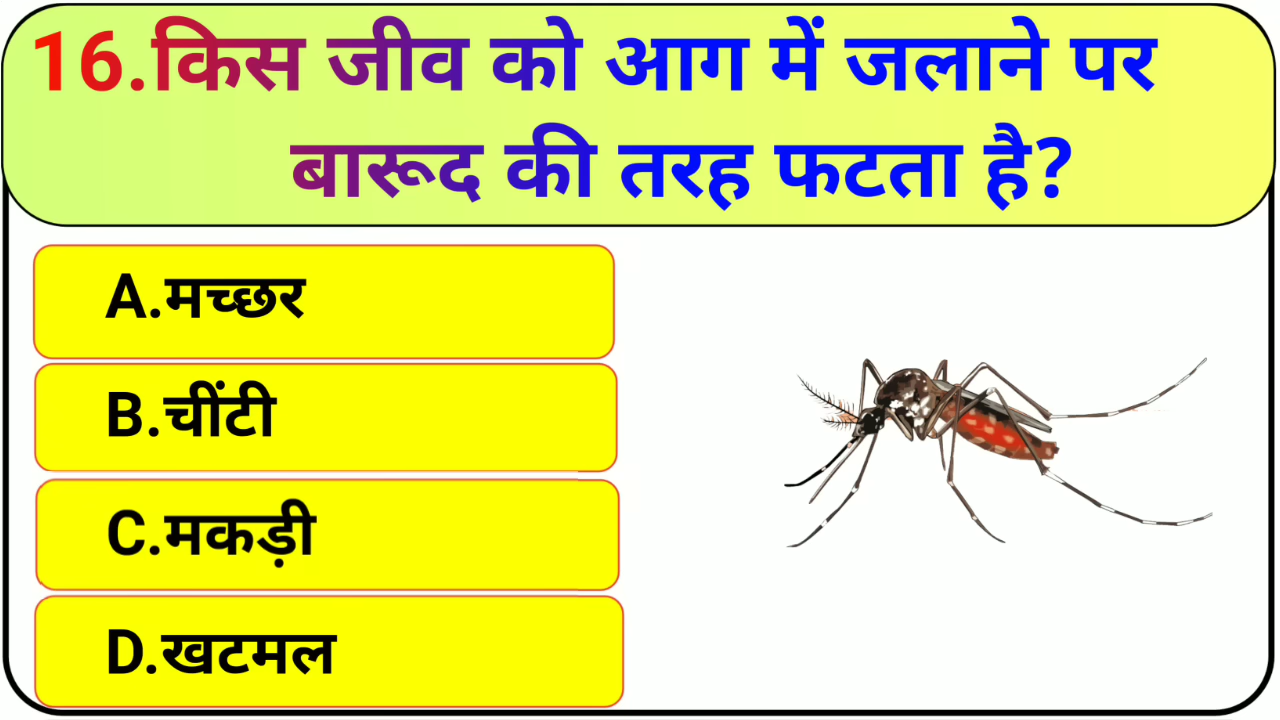 16.किस जीव को आग में जलाने पर
बारूद की तरह फटता है?
A.मच्छर
B.चींटी
C.मकड़ी
D.खटमल